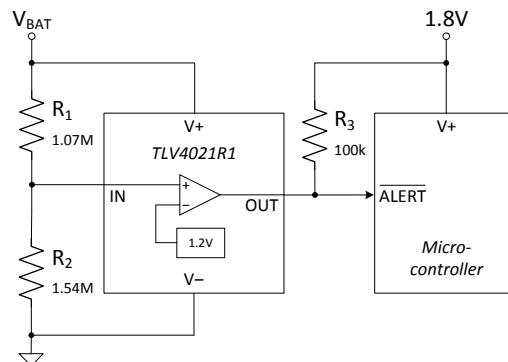 VBAT
1.8V
R1
1.07M
V+
TLV4021R1
IN
+
−
1.2V
OUT
V−
R2
1.54M
R3
100k
V+
ALERT
Micro-
controller